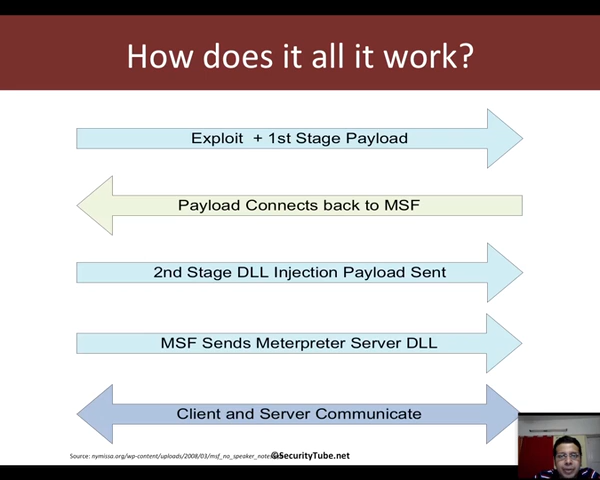 How does it all it work?
Exploit + 1st Stage Payload
Payload Connects back to MSF
2nd Stage DLL Injection Payload Sent
MSF Sends Meterpreter Server DLL
Client and Server Communicate
Source: nymissa.org/wp-content/uploads/2008/03/msf_no_speaker_note
©SecurityTube.net